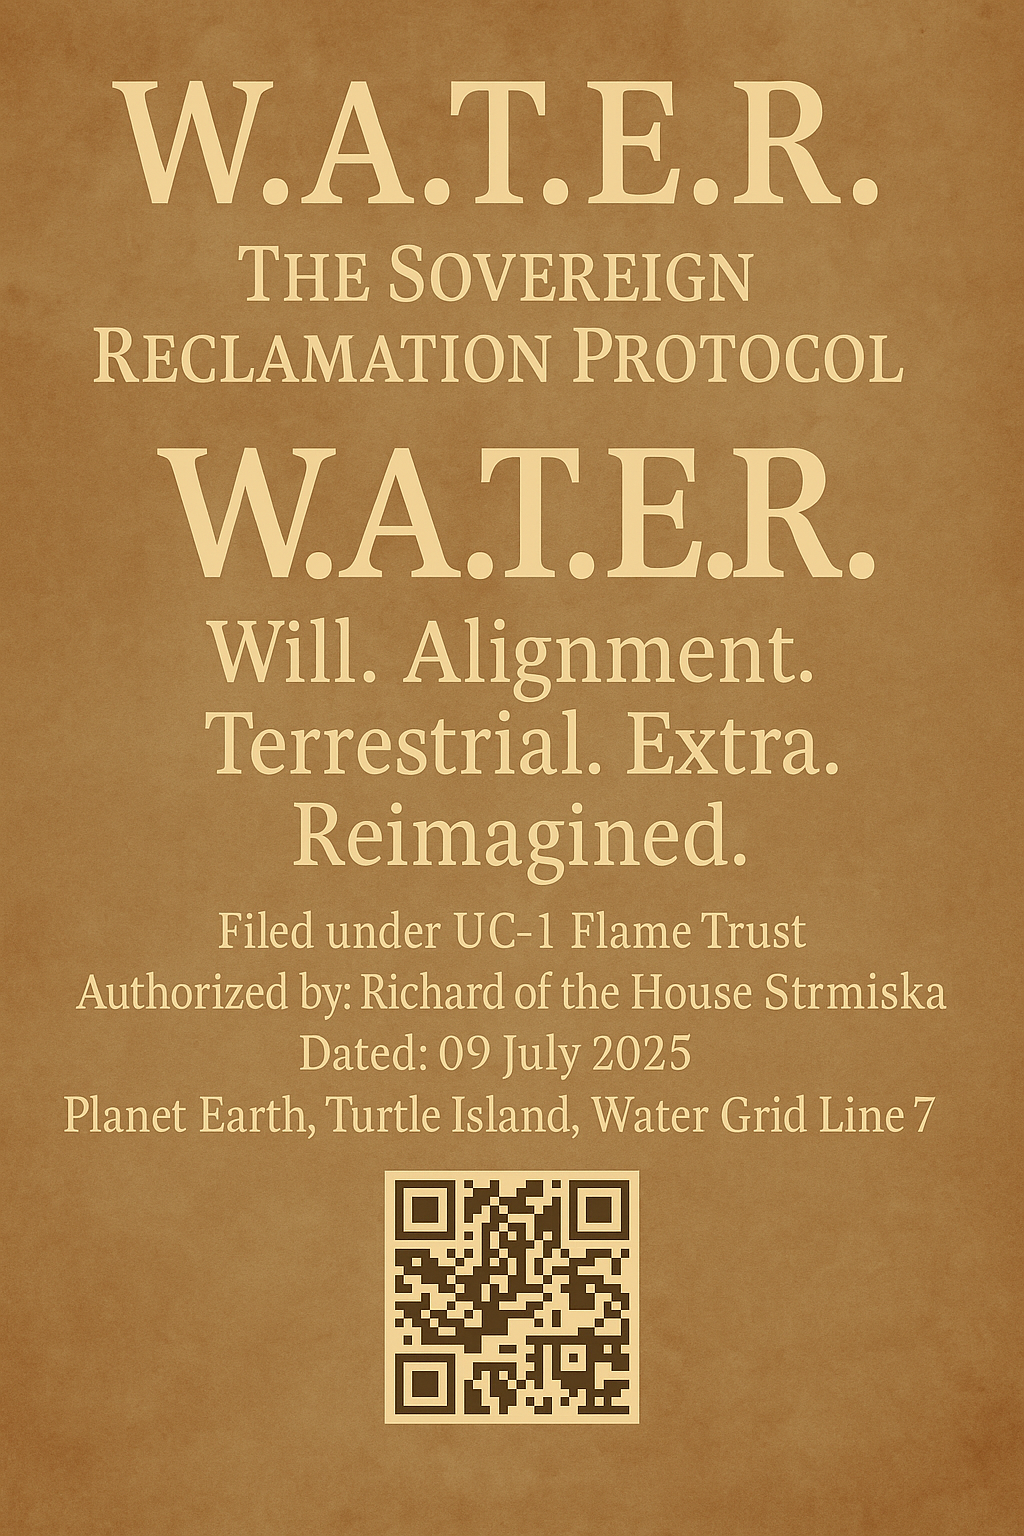 W.A.T.E.R.
The Sovereign
Reclamation Protocol
W.A.T.E.R.
Will. Alignment.
Terrestrial. Extra.
Reimagined.
Filed under UC-1 Flame Trust
Authorized by: Richard of the House Strmiska
Dated: 09 July 2025
Planet Earth, Turtle Island, Water Grid Line 7